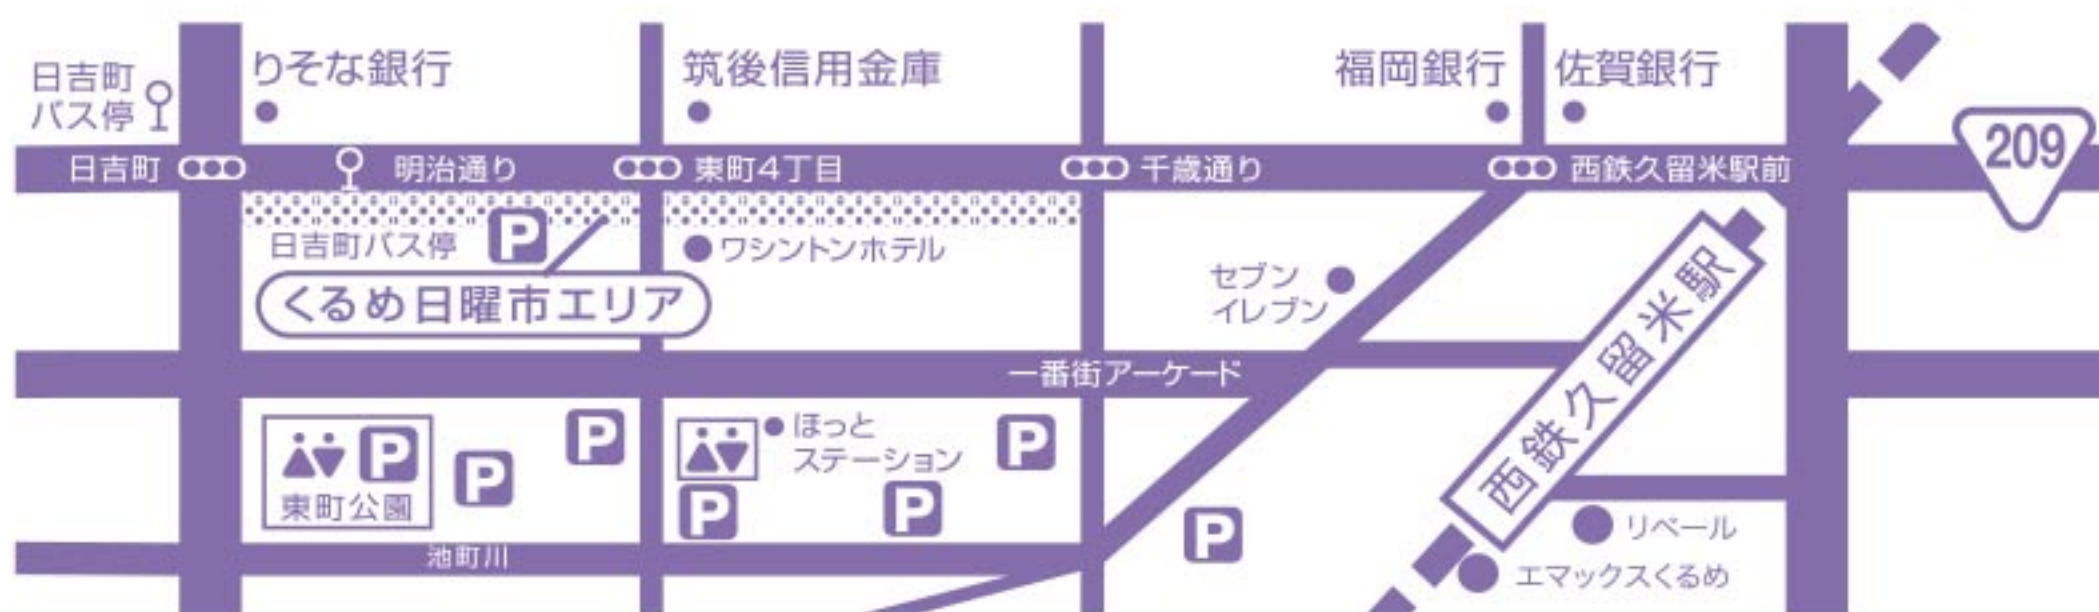 日吉町
バス停
りそな銀行
筑後信用金庫
福岡銀行
佐賀銀行
209
日吉町
明治通り
東町4丁目
千歳通り
西鉄久留米駅前
日吉町バス停
P
ワシントンホテル
くるめ日曜市エリア
セブン
イレブン
西鉄久留米駅
一番街アーケード
P
東町公園
P
P
ほっと
ステーション
P
P
P
P
リベール
エマックスくるめ
池町川